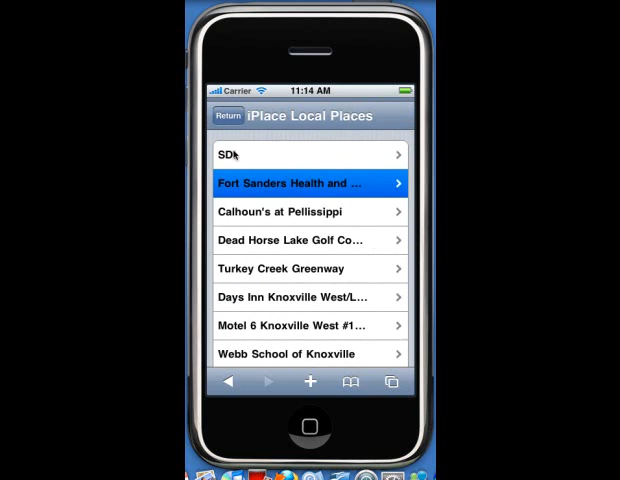 Carrier 11:14 AM
Return iPlace Local Places
SDI
Fort Sanders Health and ...
Calhoun's at Pellissippi
Dead Horse Lake Golf Co...
Turkey Creek Greenway
Days Inn Knoxville West/L...
Motel 6 Knoxville West #1...
Webb School of Knoxville